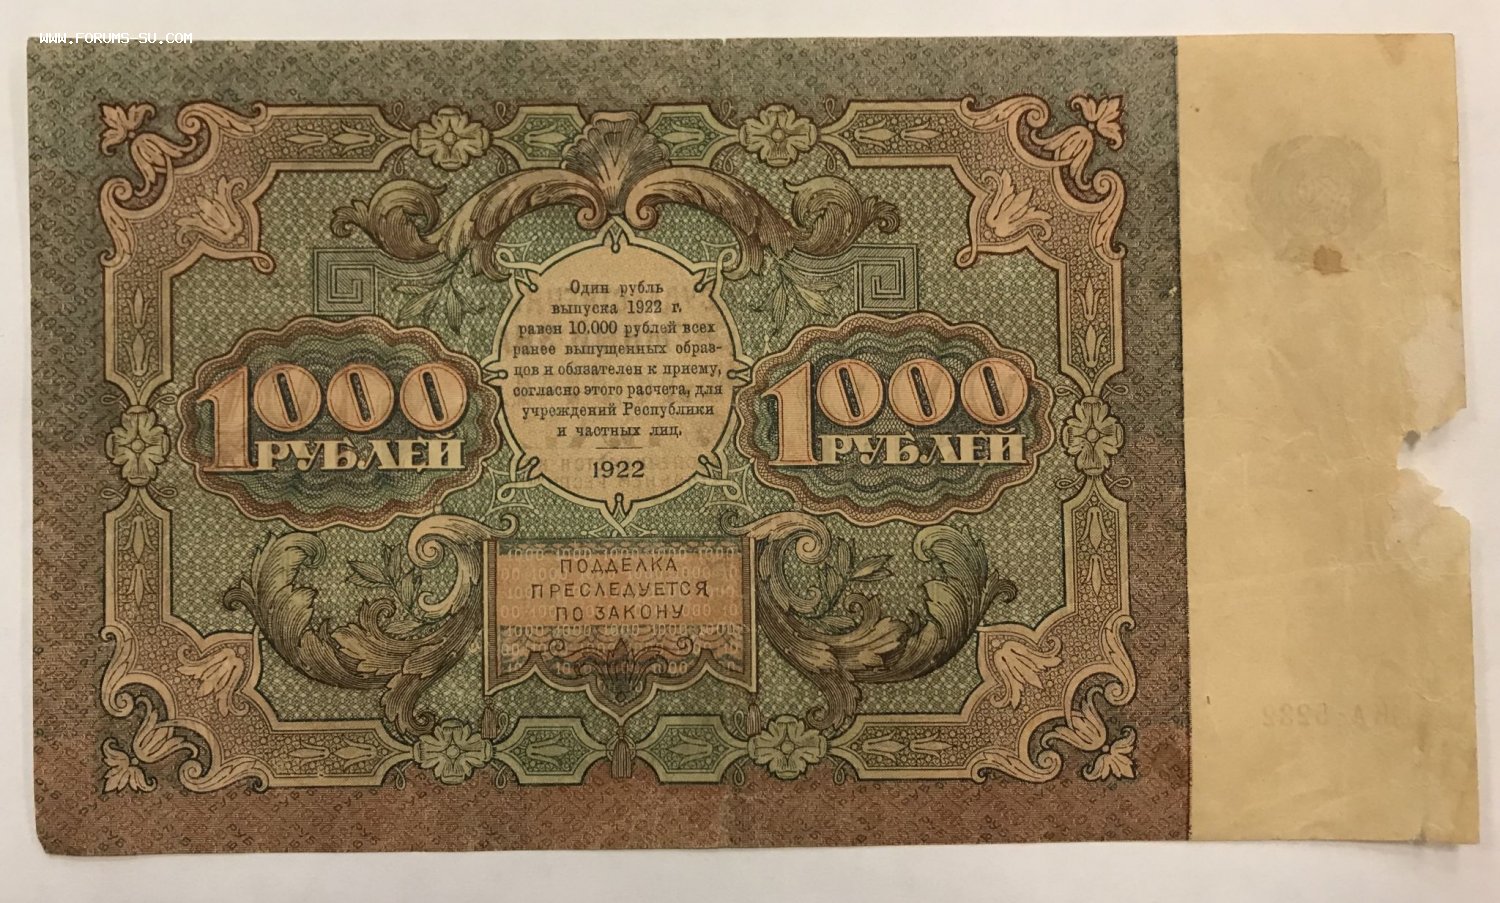 WWW.FORUMS-SU.COM
Один рубль
выпуска 1922 г.
равен 10.000 рублей всех
ранее выпущенных образ-
цов и обязателен к приему,
согласно этого расчета, для
учреждений Республики
и частных лиц.
1922
1000
РУБЛЕЙ
1000
РУБЛЕЙ
ПОДДЕЛКА
ПРЕСЛЕДУЕТСЯ
ПО ЗАКОНУ